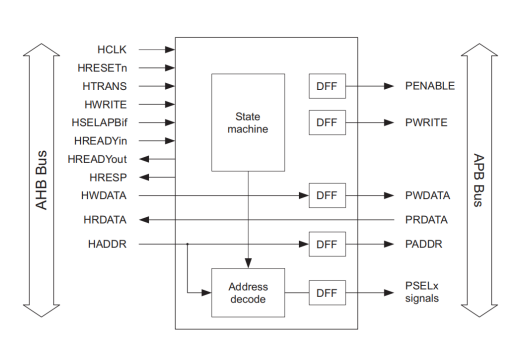 AHB Bus
HCLK
HRESETn
HTRANS
HWRITE
HSELAPBif
HREADYin
HREADYout
HRESP
HWDATA
HRDATA
HADDR
State
machine
Address
decode
DFF
DFF
DFF
DFF
DFF
PENABLE
PWRITE
PWDATA
PRDATA
PADDR
PSELx
signals
APB Bus